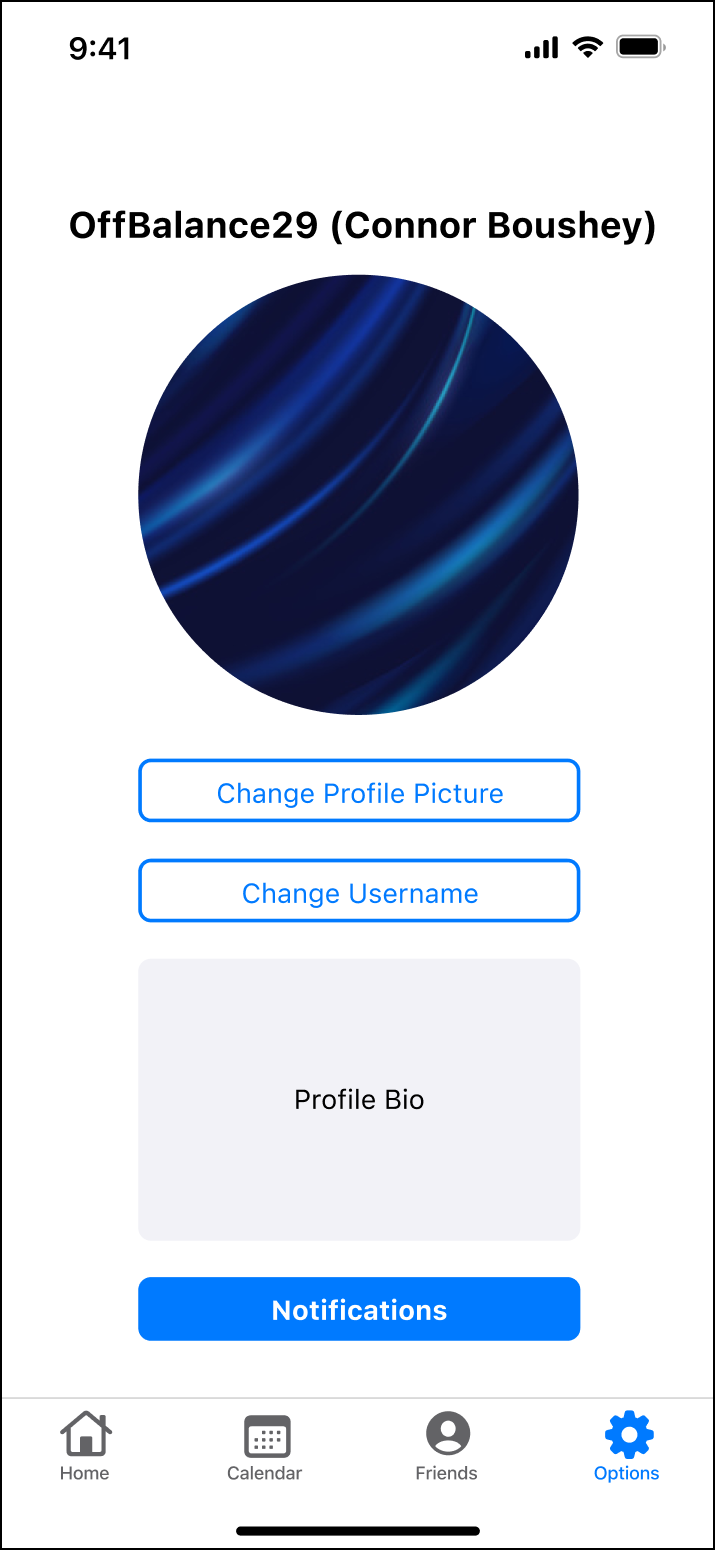 9:41
OffBalance29 (Connor Boushey)
Change Profile Picture
Change Username
Profile Bio
Notifications
Home
Calendar
Friends
Options